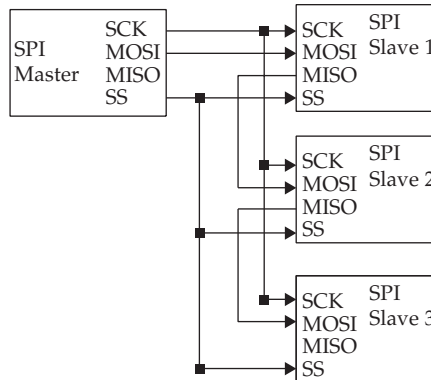 SPI
Master
SCK
MOSI
MISO
SS
SCK
MOSI
MISO
SS
SPI
Slave 1
SCK
MOSI
MISO
SS
SPI
Slave 2
SCK
MOSI
MISO
SS
SPI
Slave 3